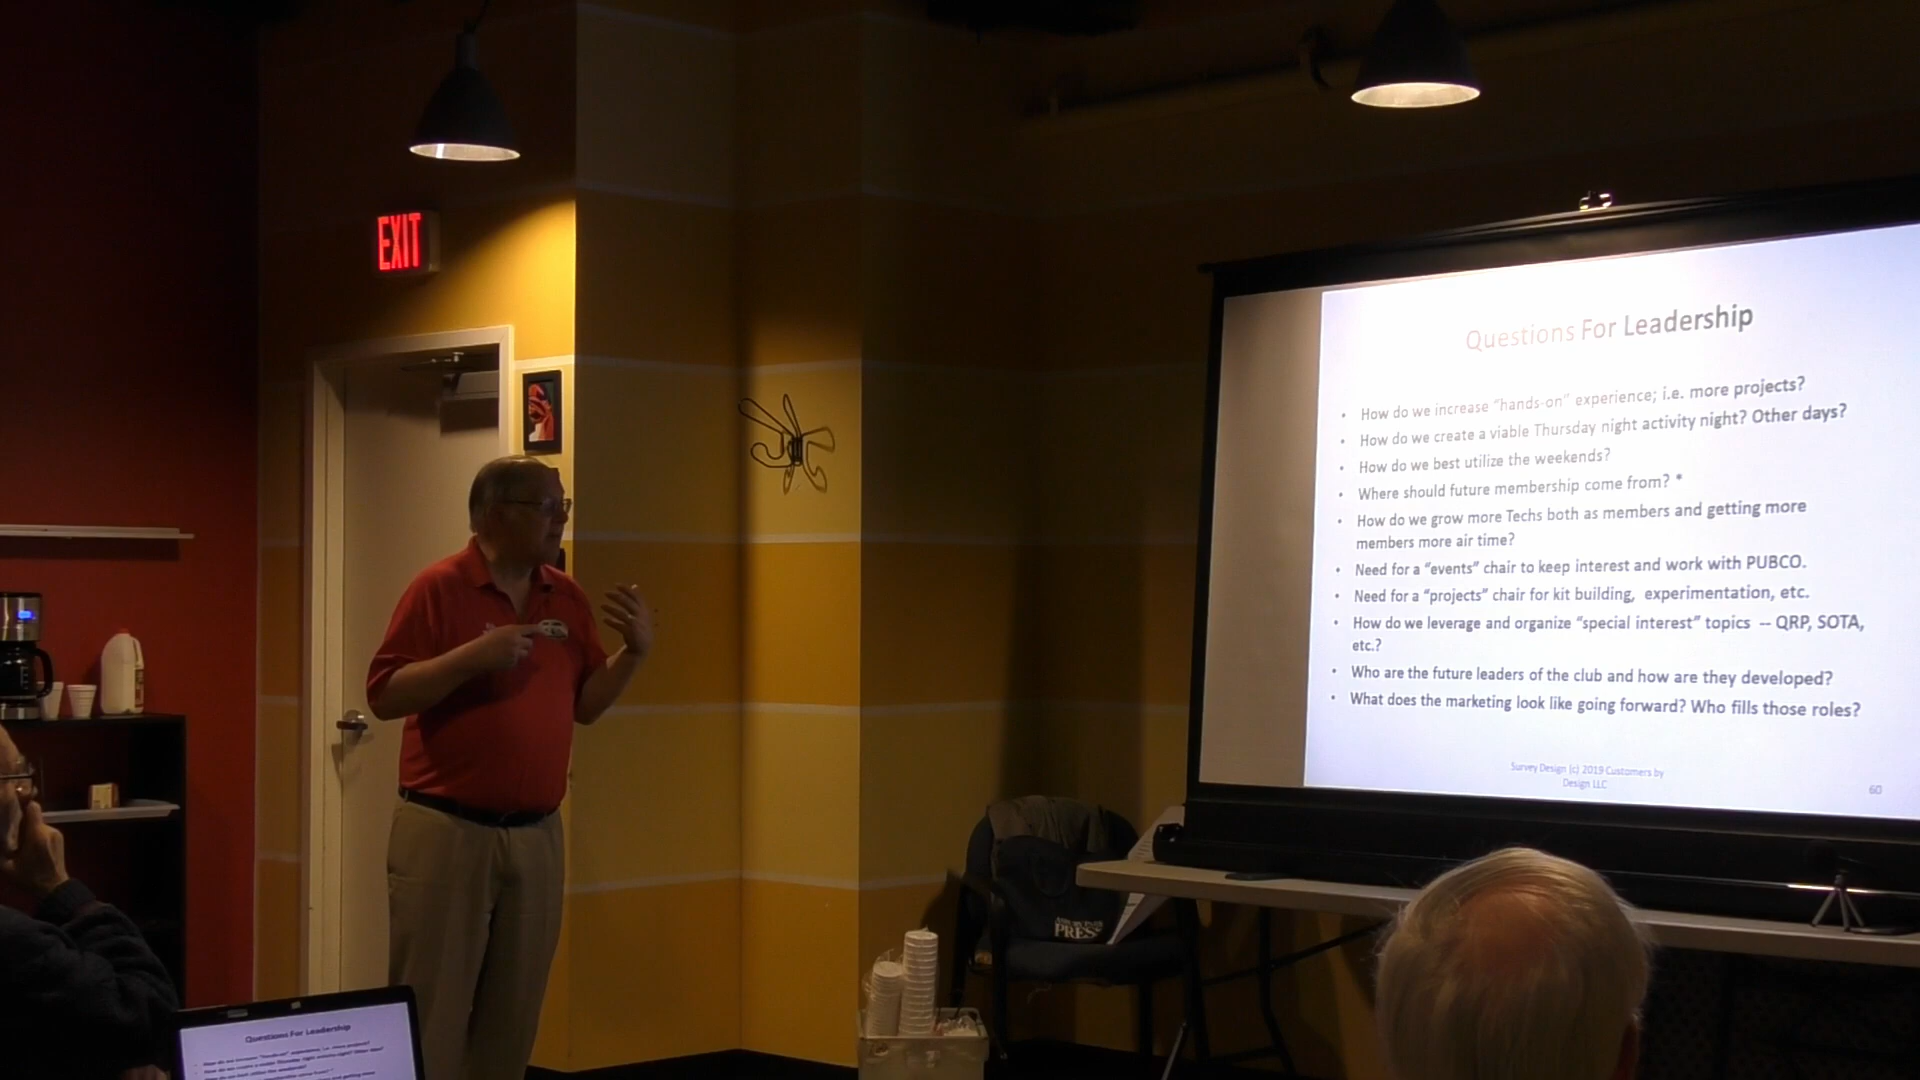 EXIT
Questions For Leadership
• How do we increase "hands-on" experience; i.e. more projects?
• How do we create a viable Thursday night activity night? Other days?
• How do we best utilize the weekends?
• Where should future membership come from? *
• How do we grow more Techs both as members and getting more
members more air time?
• Need for a "events" chair to keep interest and work with PUBCO.
• Need for a "projects" chair for kit building, experimentation, etc.
• How do we leverage and organize "special interest" topics -- QRP, SOTA,
etc.?
• Who are the future leaders of the club and how are they developed?
• What does the marketing look like going forward? Who fills those roles?
Survey Design (c) 2019 Customers by
Design LLC
60
PRESS
Questions For Leadership